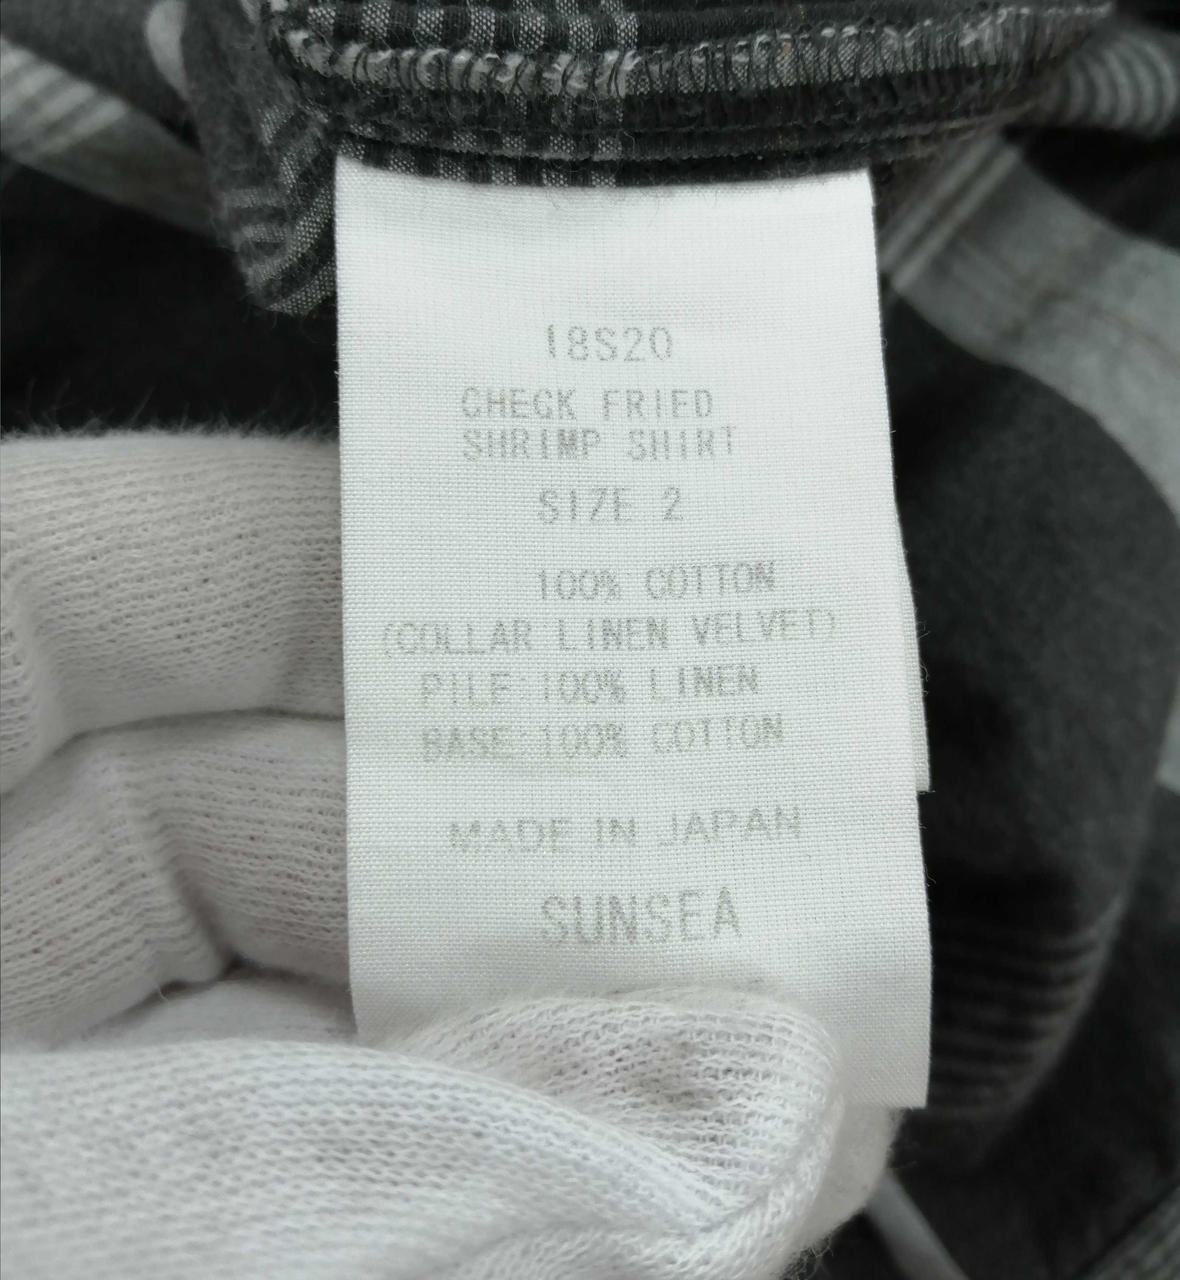 18S20
CHECK FRIED
SHRIMP SHIRT
SIZE 2
100% COTTON
(COLLAR LINEN VELVET)
PILE:100% LINEN
BASE:100% COTTON
MADE IN JAPAN
SUNSEA